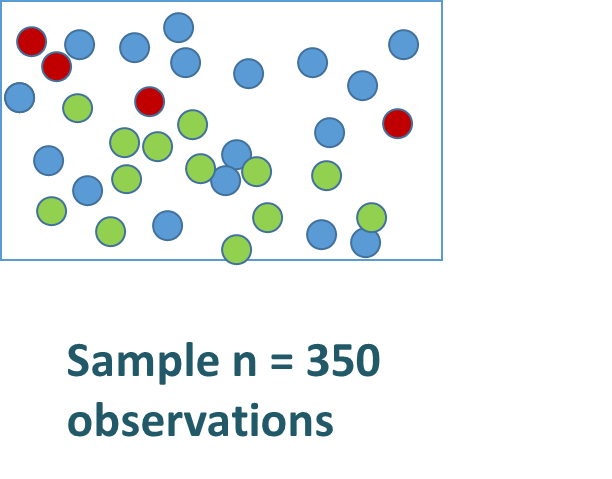 Sample n = 350
observations